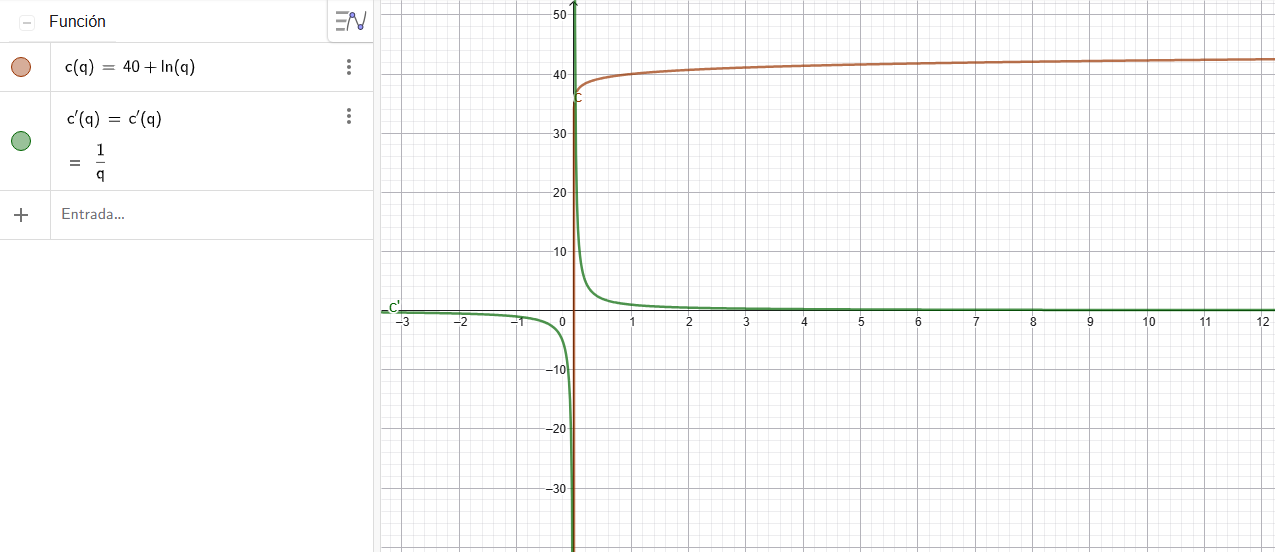 Función
c(q) = 40 + ln(q)
c′(q) = c′(q)
= 1/q
Entrada...
50
40
c
30
20
10
c'
−3 −2 −1 0 1 2 3 4 5 6 7 8 9 10 11 12
−10
−20
−30